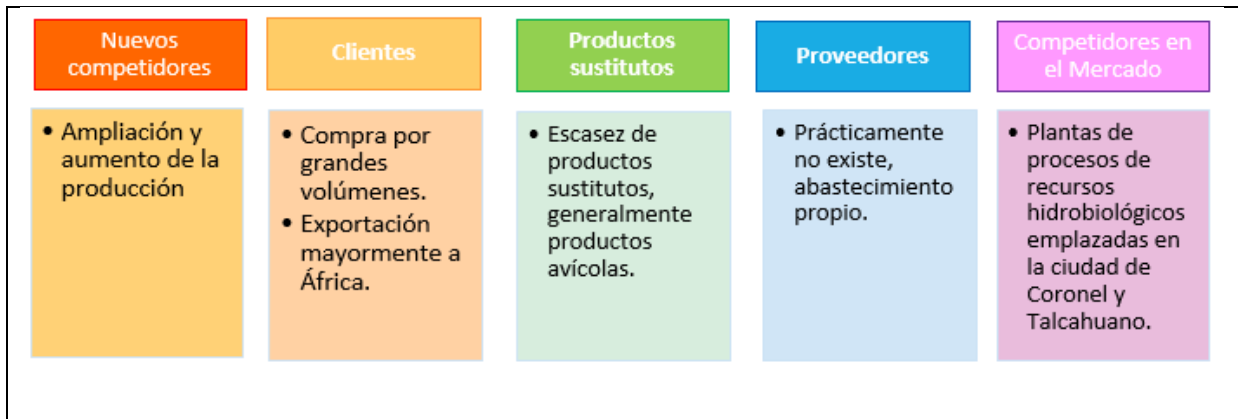 Nuevos
competidores
• Ampliación y
aumento de la
producción
Clientes
• Compra por
grandes
volúmenes.
• Exportación
mayormente a
África.
Productos
sustitutos
• Escasez de
productos
sustitutos,
generalmente
productos
avícolas.
Proveedores
• Prácticamente
no existe,
abastecimiento
propio.
Competidores en
el Mercado
• Plantas de
procesos de
recursos
hidrobiológicos
emplazadas en
la ciudad de
Coronel y
Talcahuano.